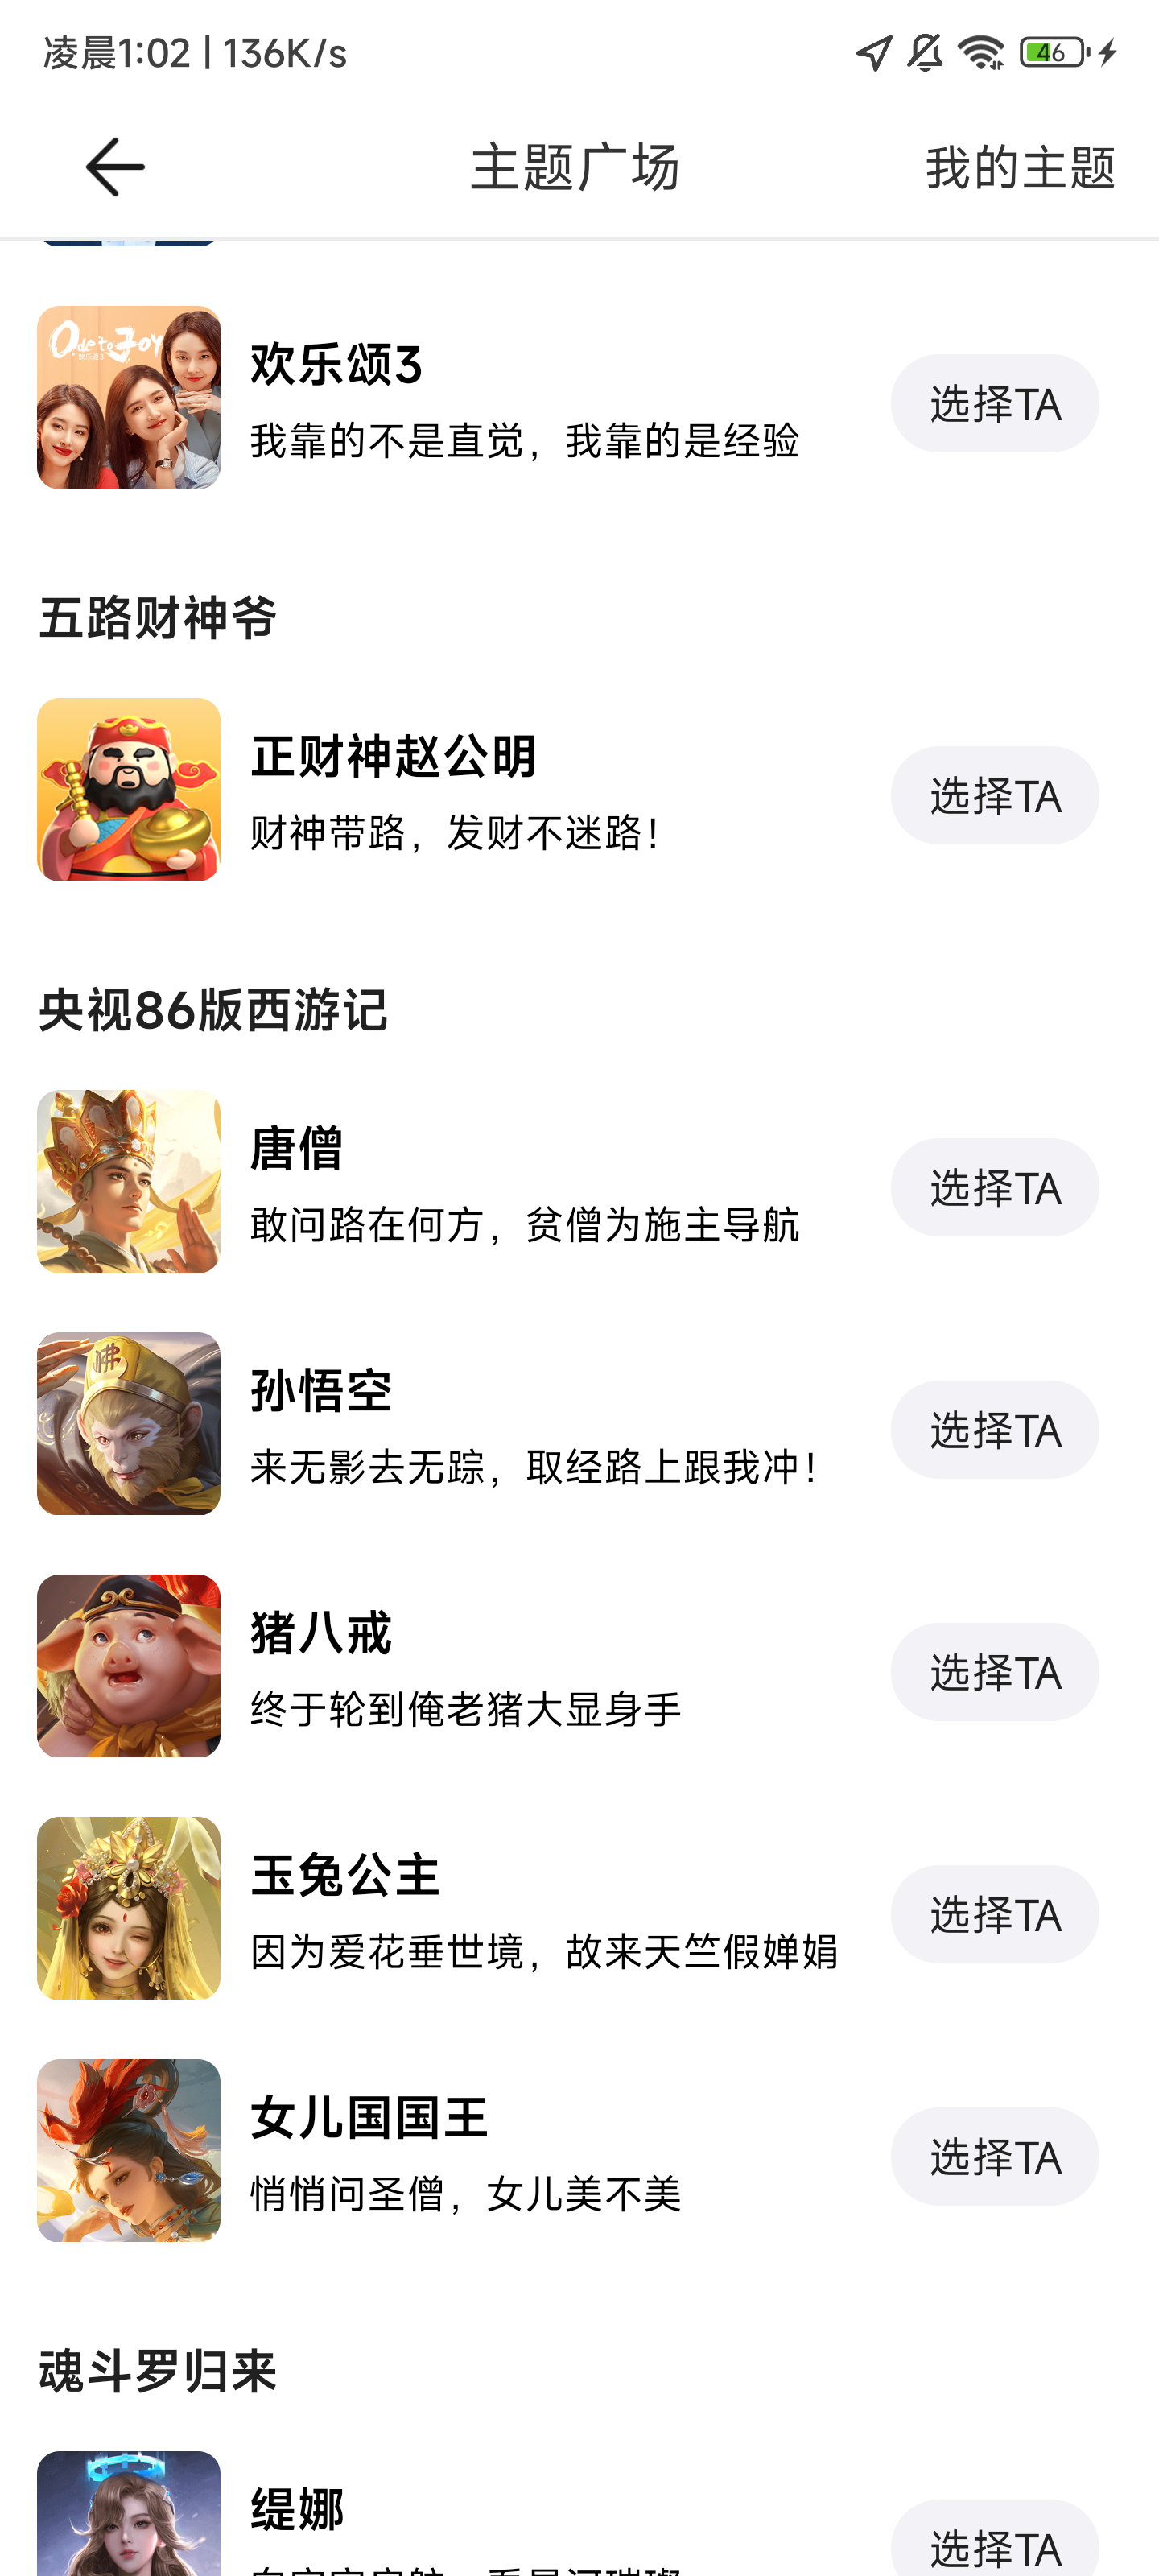 凌晨1:02 | 136K/s
46
主题广场
我的主题
Ode to Joy
欢乐颂3
欢乐颂3
我靠的不是直觉，我靠的是经验
选择TA
五路财神爷
正财神赵公明
财神带路，发财不迷路！
选择TA
央视86版西游记
唐僧
敢问路在何方，贫僧为施主导航
选择TA
佛
孙悟空
来无影去无踪，取经路上跟我冲！
选择TA
猪八戒
终于轮到俺老猪大显身手
选择TA
玉兔公主
因为爱花垂世境，故来天竺假婵娟
选择TA
女儿国国王
悄悄问圣僧，女儿美不美
选择TA
魂斗罗归来
缇娜
选择TA